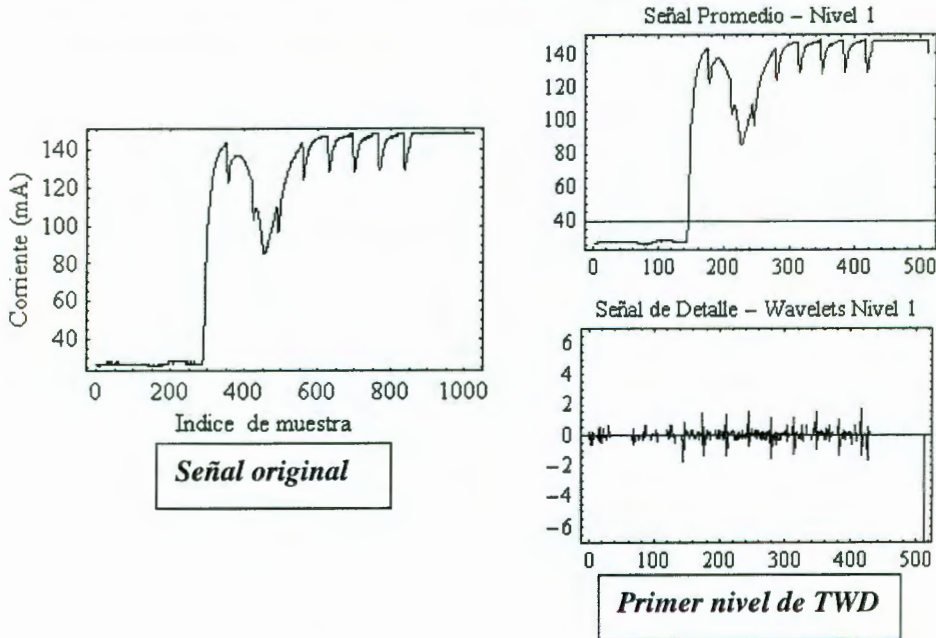 Señal Promedio – Nivel 1
140
120
100
80
60
40
0 100 200 300 400 500
Corriente (mA)
140
120
100
80
60
40
0 200 400 600 800 1000
Indice de muestra
Señal original
Señal de Detalle – Wavelets Nivel 1
6
4
2
0
−2
−4
−6
0 100 200 300 400 500
Primer nivel de TWD